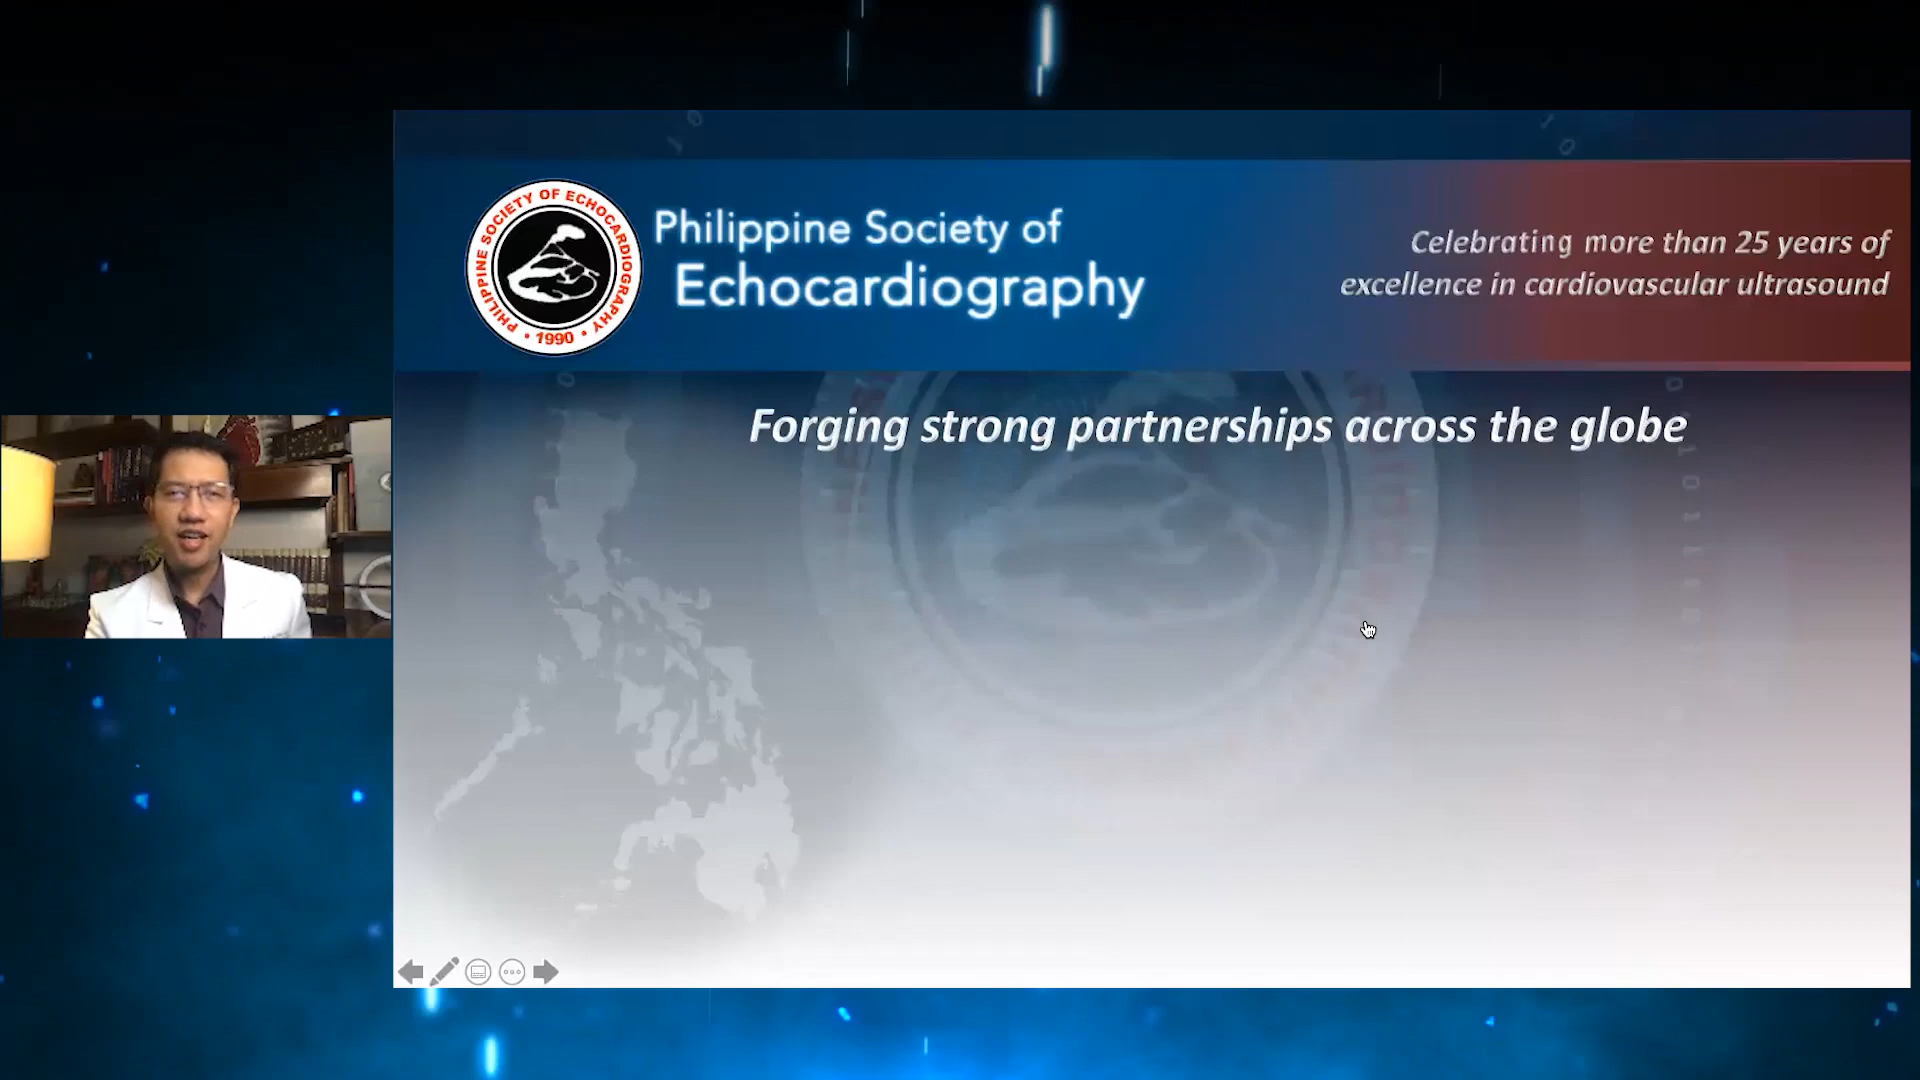 PHILIPPINE SOCIETY OF ECHOCARDIOGRAPHY
• 1990 •
Philippine Society of
Echocardiography
Celebrating more than 25 years of
excellence in cardiovascular ultrasound
Forging strong partnerships across the globe